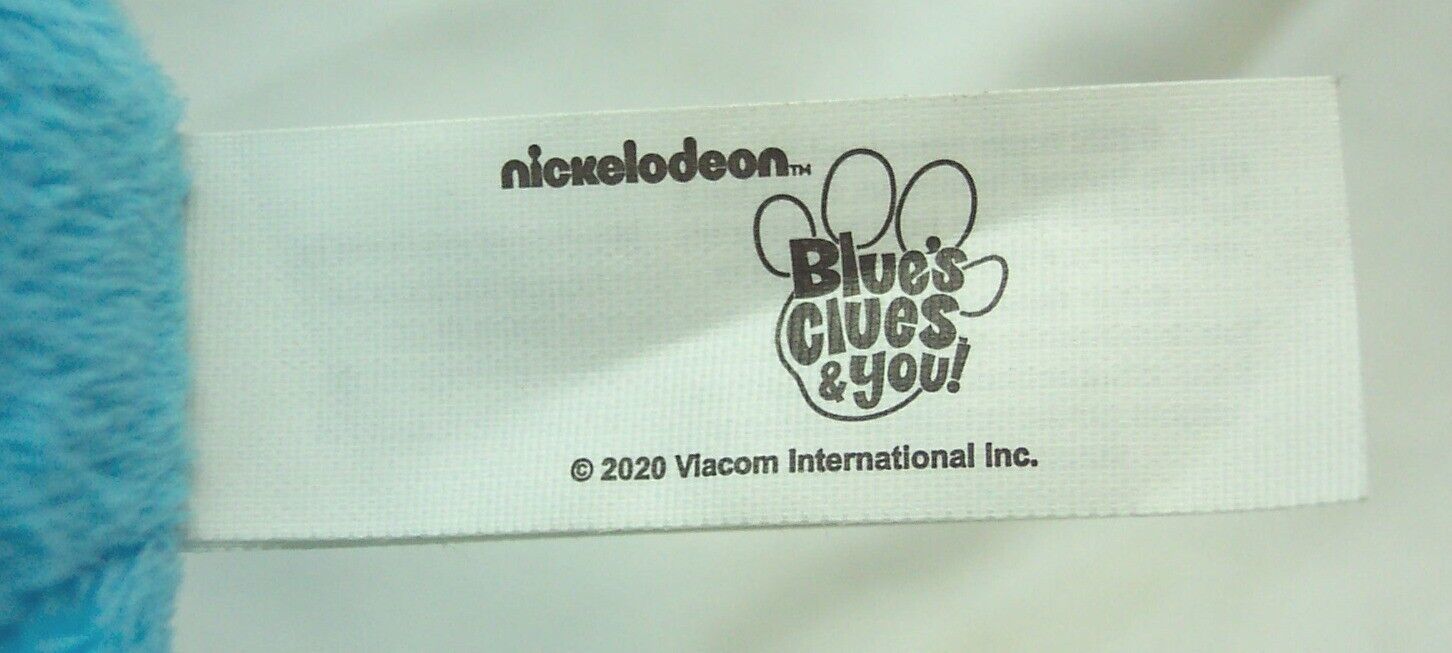 nickelodeon™
Blue's
Clues
& you!
© 2020 Viacom International Inc.